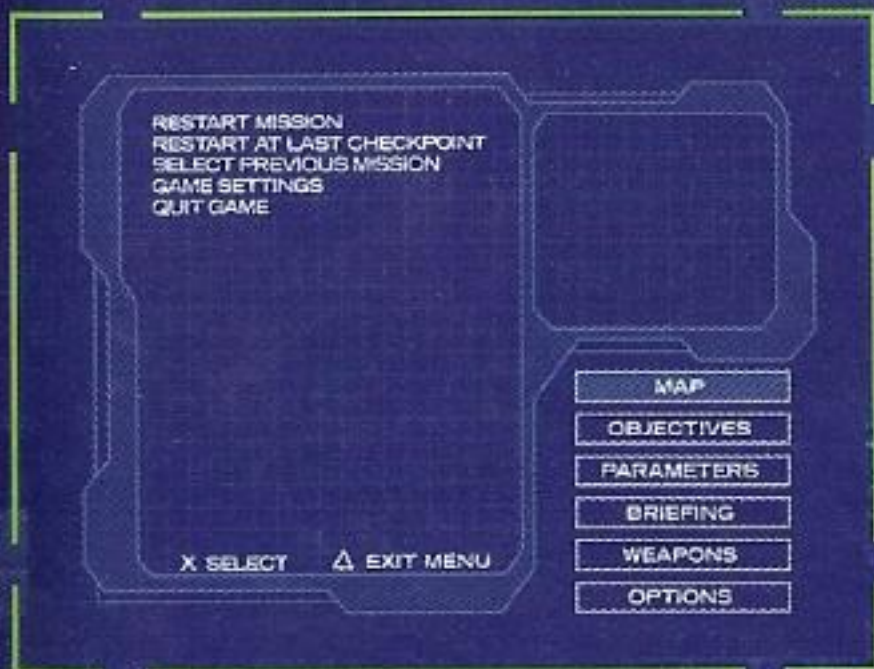 RESTART MISSION
RESTART AT LAST CHECKPOINT
SELECT PREVIOUS MISSION
GAME SETTINGS
QUIT GAME
X SELECT △ EXIT MENU
MAP
OBJECTIVES
PARAMETERS
BRIEFING
WEAPONS
OPTIONS